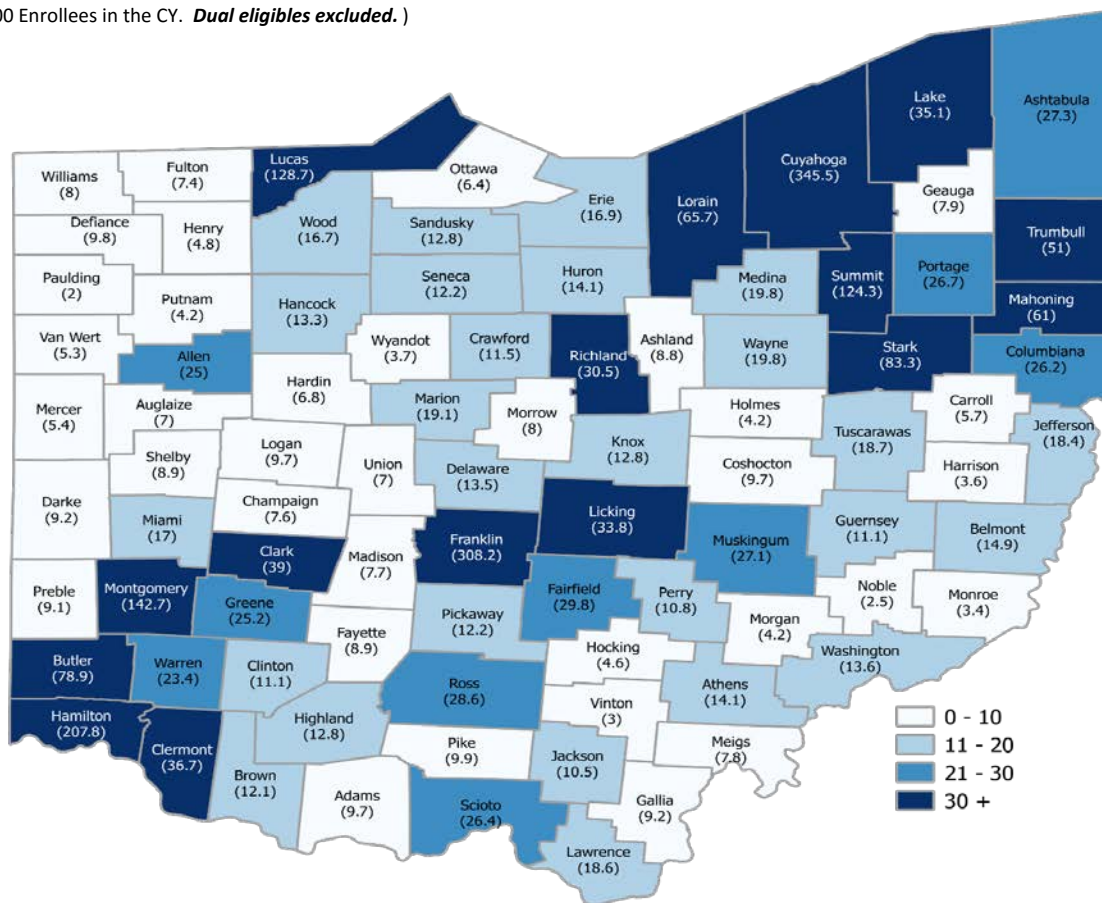 00 Enrollees in the CY. Dual eligibles excluded. )
Lake
(35.1)
Ashtabula
(27.3)
Lucas
(128.7)
Williams
(8)
Fulton
(7.4)
Ottawa
(6.4)
Cuyahoga
(345.5)
Geauga
(7.9)
Erie
(16.9)
Lorain
(65.7)
Defiance
(9.8)
Henry
(4.8)
Wood
(16.7)
Sandusky
(12.8)
Trumbull
(51)
Paulding
(2)
Putnam
(4.2)
Hancock
(13.3)
Seneca
(12.2)
Huron
(14.1)
Medina
(19.8)
Summit
(124.3)
Portage
(26.7)
Mahoning
(61)
Van Wert
(5.3)
Allen
(25)
Wyandot
(3.7)
Crawford
(11.5)
Richland
(30.5)
Ashland
(8.8)
Wayne
(19.8)
Stark
(83.3)
Columbiana
(26.2)
Mercer
(5.4)
Auglaize
(7)
Hardin
(6.8)
Marion
(19.1)
Morrow
(8)
Holmes
(4.2)
Carroll
(5.7)
Tuscarawas
(18.7)
Jefferson
(18.4)
Shelby
(8.9)
Logan
(9.7)
Union
(7)
Delaware
(13.5)
Knox
(12.8)
Coshocton
(9.7)
Harrison
(3.6)
Darke
(9.2)
Miami
(17)
Champaign
(7.6)
Clark
(39)
Madison
(7.7)
Franklin
(308.2)
Licking
(33.8)
Muskingum
(27.1)
Guernsey
(11.1)
Belmont
(14.9)
Preble
(9.1)
Montgomery
(142.7)
Greene
(25.2)
Fayette
(8.9)
Pickaway
(12.2)
Fairfield
(29.8)
Perry
(10.8)
Morgan
(4.2)
Noble
(2.5)
Monroe
(3.4)
Butler
(78.9)
Warren
(23.4)
Clinton
(11.1)
Ross
(28.6)
Hocking
(4.6)
Athens
(14.1)
Washington
(13.6)
Hamilton
(207.8)
Clermont
(36.7)
Brown
(12.1)
Highland
(12.8)
Pike
(9.9)
Vinton
(3)
Jackson
(10.5)
Meigs
(7.8)
Adams
(9.7)
Scioto
(26.4)
Gallia
(9.2)
Lawrence
(18.6)
0 - 10
11 - 20
21 - 30
30 +